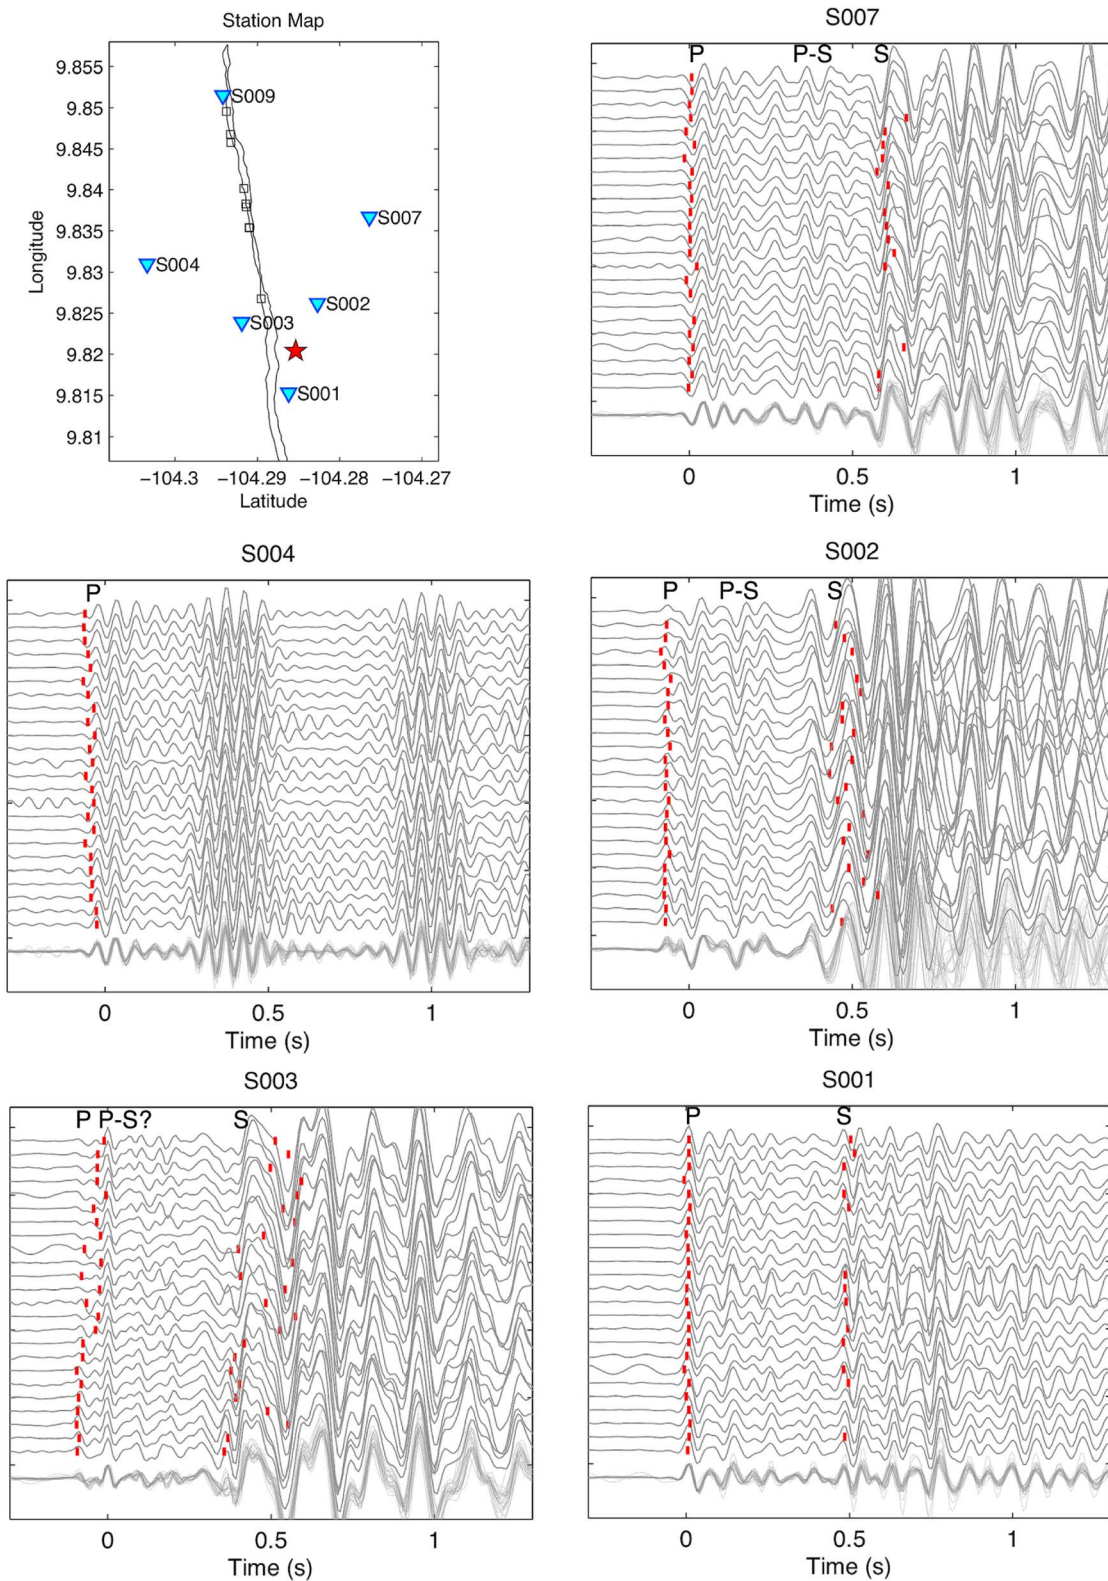 Station Map
9.855
9.85
9.845
9.84
9.835
9.83
9.825
9.82
9.815
9.81
Longitude
S009
S007
S004
S002
S003
S001
−104.3 −104.29 −104.28 −104.27
Latitude
S007
P P-S S
0 0.5 1
Time (s)
S004
P
0 0.5 1
Time (s)
S002
P P-S S
0 0.5 1
Time (s)
S003
P P-S? S
0 0.5 1
Time (s)
S001
P S
0 0.5 1
Time (s)